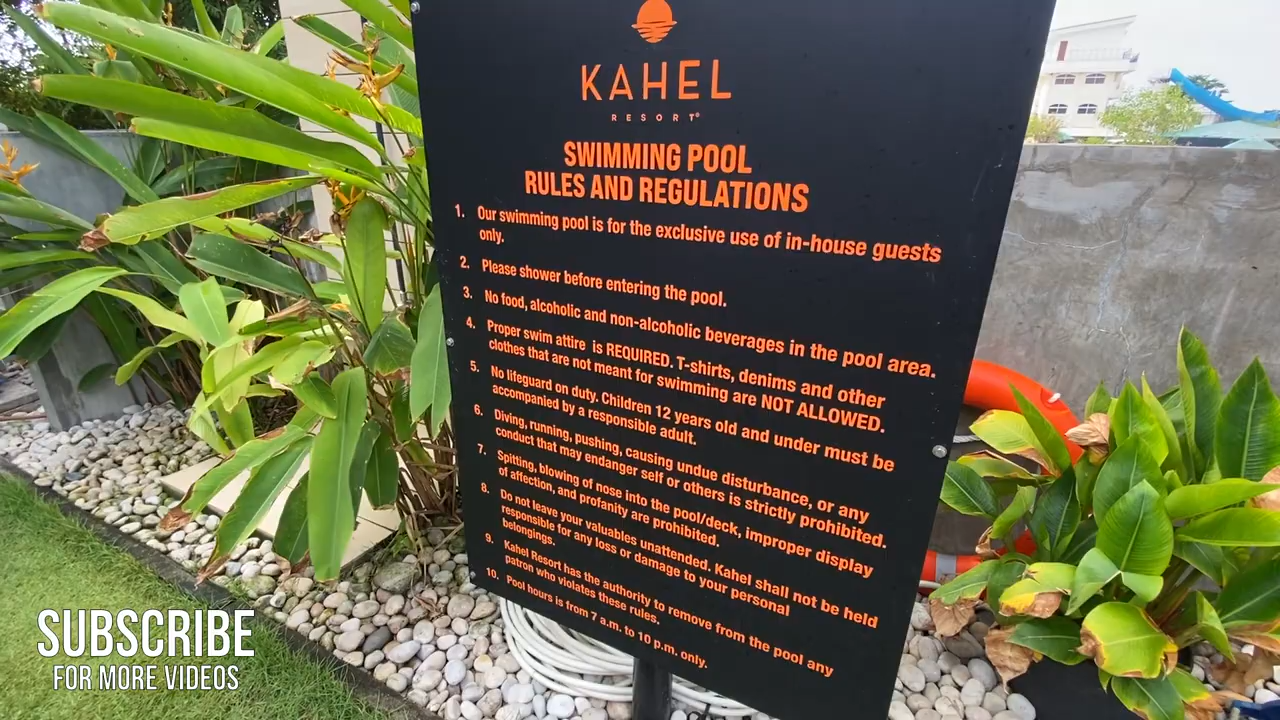 KAHEL
RESORT
SWIMMING POOL
RULES AND REGULATIONS
1. Our swimming pool is for the exclusive use of in-house guests
only.
2. Please shower before entering the pool.
3. No food, alcoholic and non-alcoholic beverages in the pool area.
4. Proper swim attire is REQUIRED. T-shirts, denims and other
clothes that are not meant for swimming are NOT ALLOWED.
5. No lifeguard on duty. Children 12 years old and under must be
accompanied by a responsible adult.
6. Diving, running, pushing, causing undue disturbance, or any
conduct that may endanger self or others is strictly prohibited.
7. Spitting, blowing of nose into the pool/deck, improper display
of affection, and profanity are prohibited.
8. Do not leave your valuables unattended. Kahel shall not be held
responsible for any loss or damage to your personal
belongings.
9. Kahel Resort has the authority to remove from the pool any
patron who violates these rules.
10. Pool hours is from 7 a.m. to 10 p.m. only.
SUBSCRIBE
FOR MORE VIDEOS